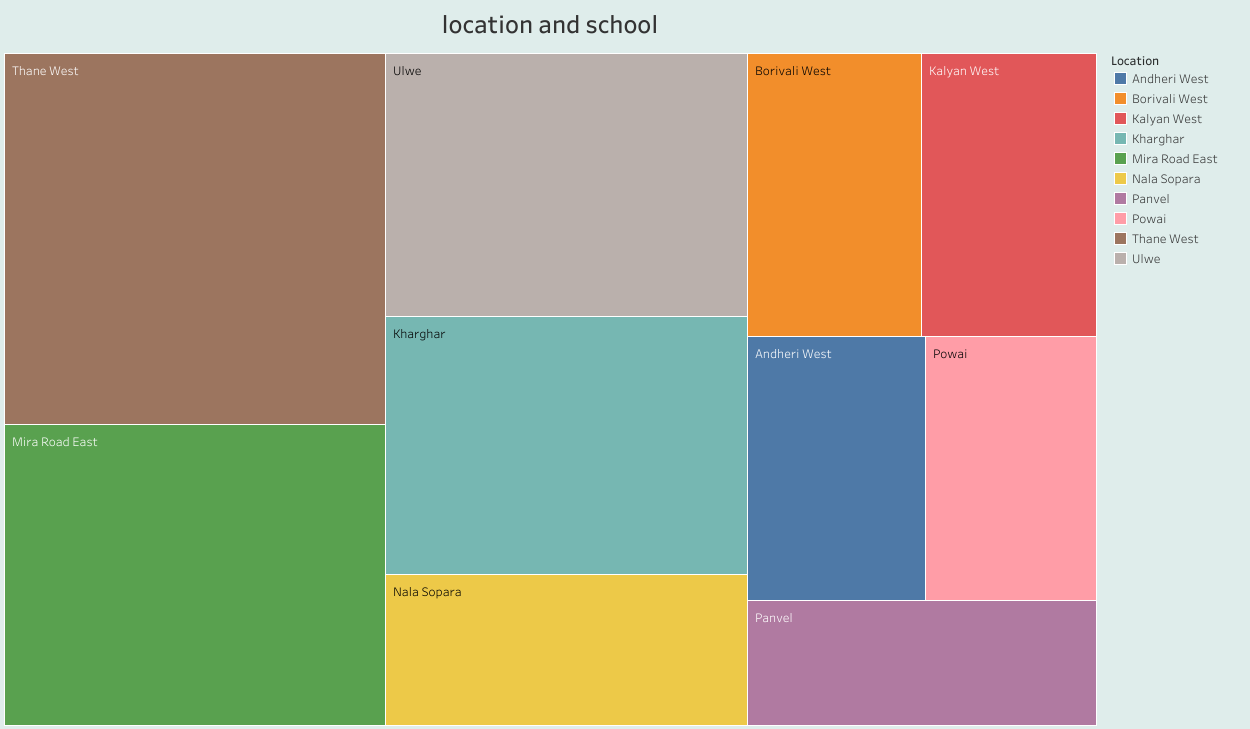 location and school
Thane West
Ulwe
Borivali West
Kalyan West
Mira Road East
Kharghar
Andheri West
Powai
Nala Sopara
Panvel
Location
Andheri West
Borivali West
Kalyan West
Kharghar
Mira Road East
Nala Sopara
Panvel
Powai
Thane West
Ulwe